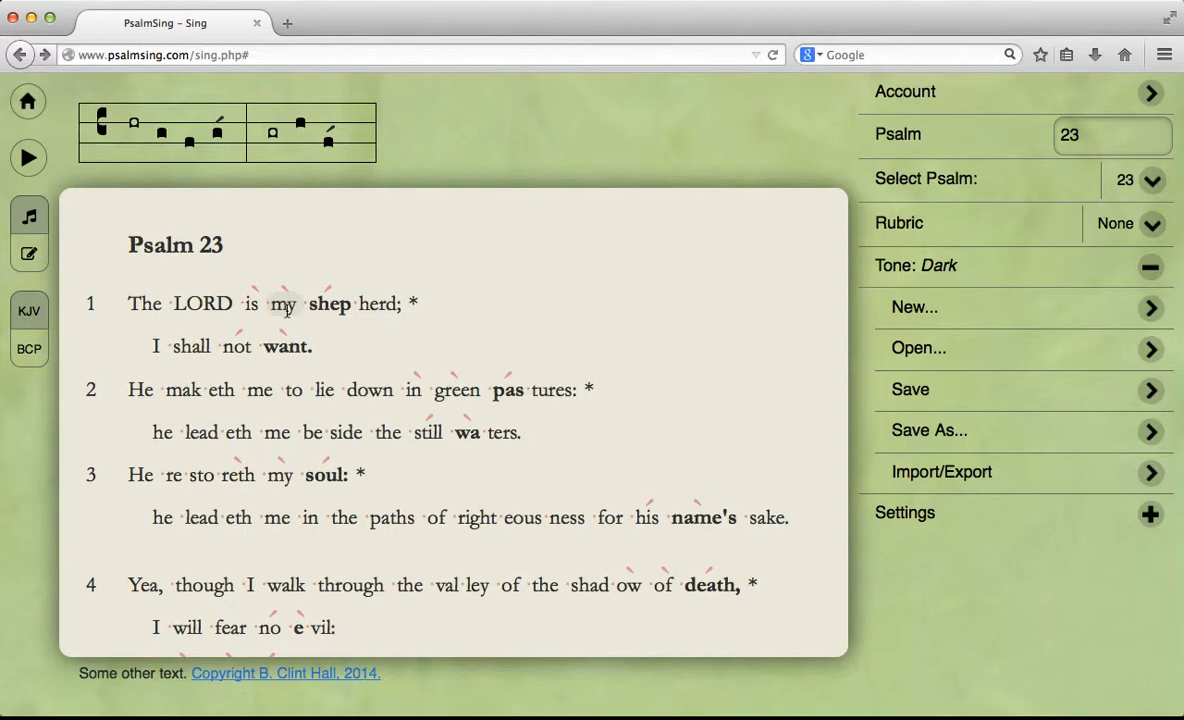 PsalmSing – Sing
www.psalmsing.com/sing.php#
Google
Account
Psalm 23
Select Psalm: 23
Rubric None
Tone: Dark
New...
Open...
Save
Save As...
Import/Export
Settings
KJV
BCP
Psalm 23
1 The LORD is my shep herd; *
I shall not want.
2 He mak eth me to lie down in green pas tures: *
he lead eth me be side the still wa ters.
3 He re sto reth my soul: *
he lead eth me in the paths of right eous ness for his name's sake.
4 Yea, though I walk through the val ley of the shad ow of death, *
I will fear no e vil:
Some other text. Copyright B. Clint Hall, 2014.